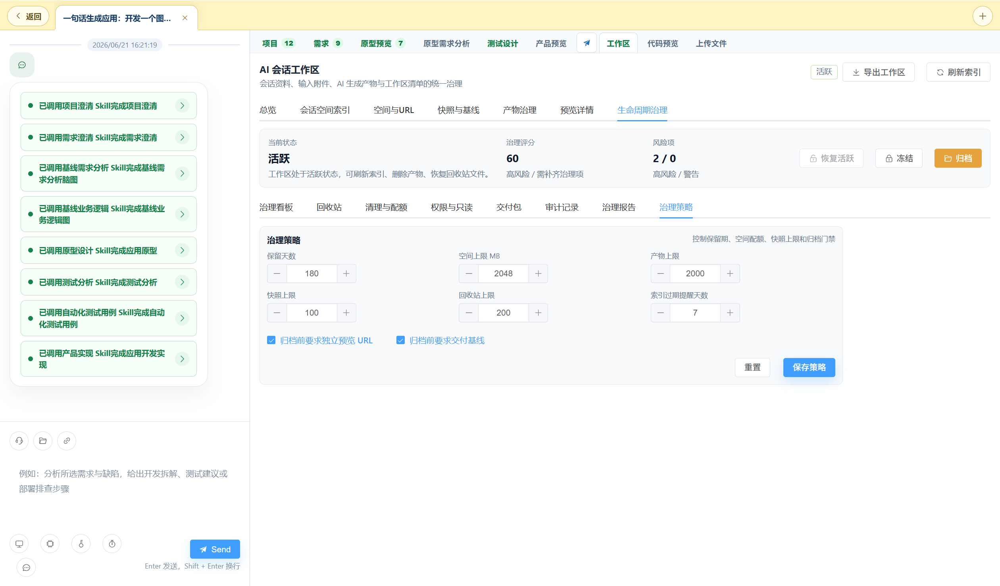 返回
一句话生成应用：开发一个图...
2026/06/21 16:21:19
已调用项目澄清 Skill完成项目澄清
已调用需求澄清 Skill完成需求澄清
已调用基线需求分析 Skill完成基线需
求分析脑图
已调用基线业务逻辑 Skill完成基线业
务逻辑图
已调用原型设计 Skill完成应用原型
已调用测试分析 Skill完成测试分析
已调用自动化测试用例 Skill完成自动
化测试用例
已调用产品实现 Skill完成应用开发实
现
例如：分析所选需求与缺陷，给出开发拆解、测试建议或
部署排查步骤
Send
Enter 发送，Shift + Enter 换行
项目 12 需求 9 原型预览 7 原型需求分析 测试设计 产品预览 工作区 代码预览 上传文件
AI 会话工作区
会话资料、输入附件、AI 生成产物与工作区清单的统一治理
活跃 导出工作区 刷新索引
总览 会话空间索引 空间与URL 快照与基线 产物治理 预览详情 生命周期治理
当前状态 治理评分 风险项
活跃 60 2 / 0
工作区处于活跃状态，可刷新索引、删除产物、恢复回收站文件。 高风险 / 需补齐治理项 高风险 / 警告
恢复活跃 冻结 归档
治理看板 回收站 清理与配额 权限与只读 交付包 审计记录 治理报告 治理策略
治理策略 控制保留期、空间配额、快照上限和归档门禁
保留天数 空间上限 MB 产物上限
180 2048 2000
快照上限 回收站上限 索引过期提醒天数
100 200 7
归档前要求独立预览 URL 归档前要求交付基线
重置 保存策略